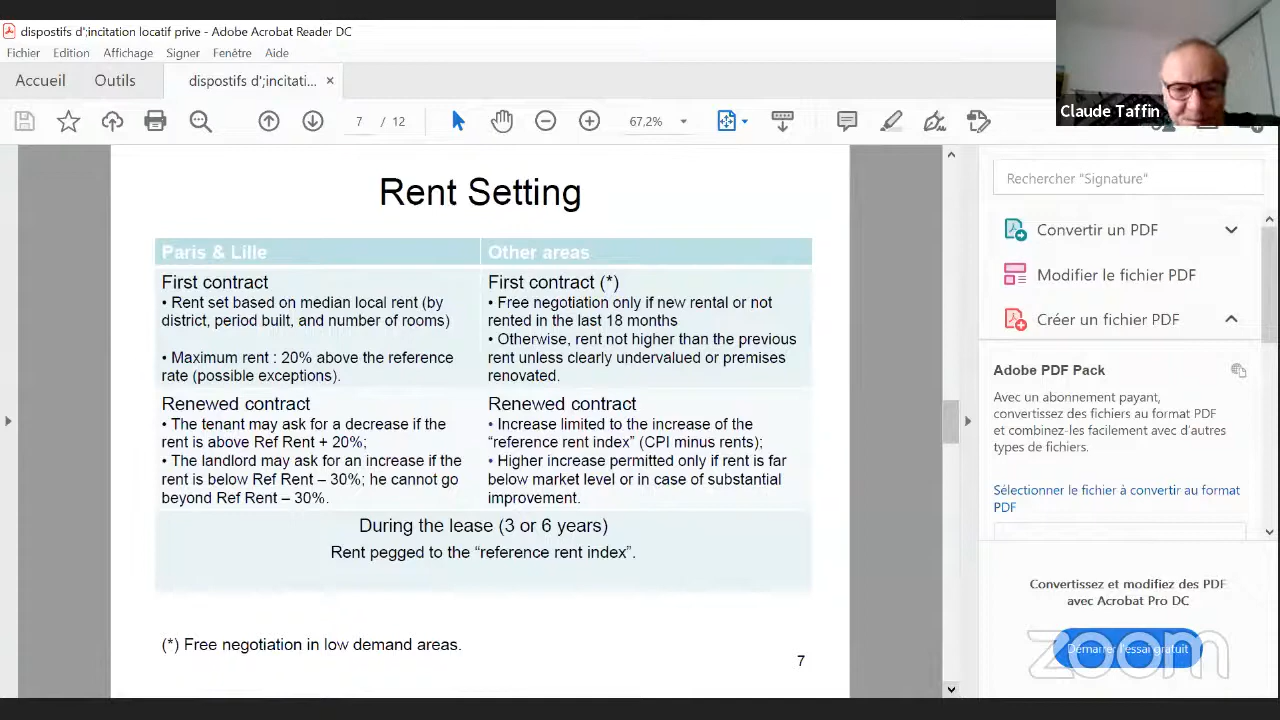 dispostifs d';incitation locatif prive - Adobe Acrobat Reader DC
Fichier Edition Affichage Signer Fenêtre Aide
Accueil Outils dispostifs d';incitati... ×
7 / 12 67,2%
Claude Taffin
Rent Setting
Paris & Lille
First contract
• Rent set based on median local rent (by
district, period built, and number of rooms)
• Maximum rent : 20% above the reference
rate (possible exceptions).
Other areas
First contract (*)
• Free negotiation only if new rental or not
rented in the last 18 months
• Otherwise, rent not higher than the previous
rent unless clearly undervalued or premises
renovated.
Renewed contract
• The tenant may ask for a decrease if the
rent is above Ref Rent + 20%;
• The landlord may ask for an increase if the
rent is below Ref Rent – 30%; he cannot go
beyond Ref Rent – 30%.
Renewed contract
• Increase limited to the increase of the
“reference rent index” (CPI minus rents);
• Higher increase permitted only if rent is far
below market level or in case of substantial
improvement.
During the lease (3 or 6 years)
Rent pegged to the “reference rent index”.
(*) Free negotiation in low demand areas.
7
Rechercher "Signature"
Convertir un PDF
Modifier le fichier PDF
Créer un fichier PDF
Adobe PDF Pack
Avec un abonnement payant,
convertissez des fichiers au format PDF
et combinez-les facilement avec d'autres
types de fichiers.
Sélectionner le fichier à convertir au format
PDF
Convertissez et modifiez des PDF
avec Acrobat Pro DC
Démarrer l'essai gratuit
zoom